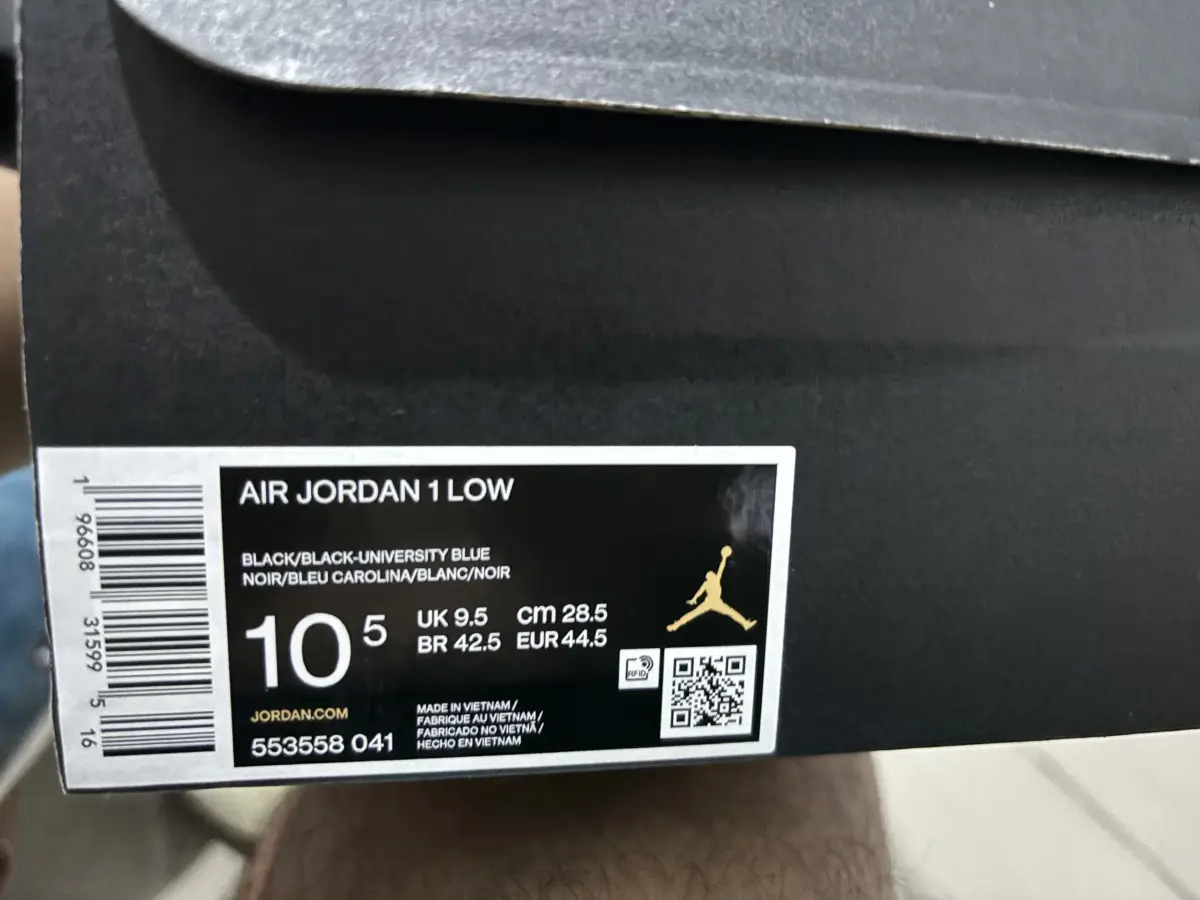 1 96608 31599 5 16
AIR JORDAN 1 LOW
BLACK/BLACK-UNIVERSITY BLUE
NOIR/BLEU CAROLINA/BLANC/NOIR
10 5
UK 9.5 cm 28.5
BR 42.5 EUR 44.5
RFID
JORDAN.COM
553558 041
MADE IN VIETNAM /
FABRIQUE AU VIETNAM /
FABRICADO NO VIETNÃ /
HECHO EN VIETNAM